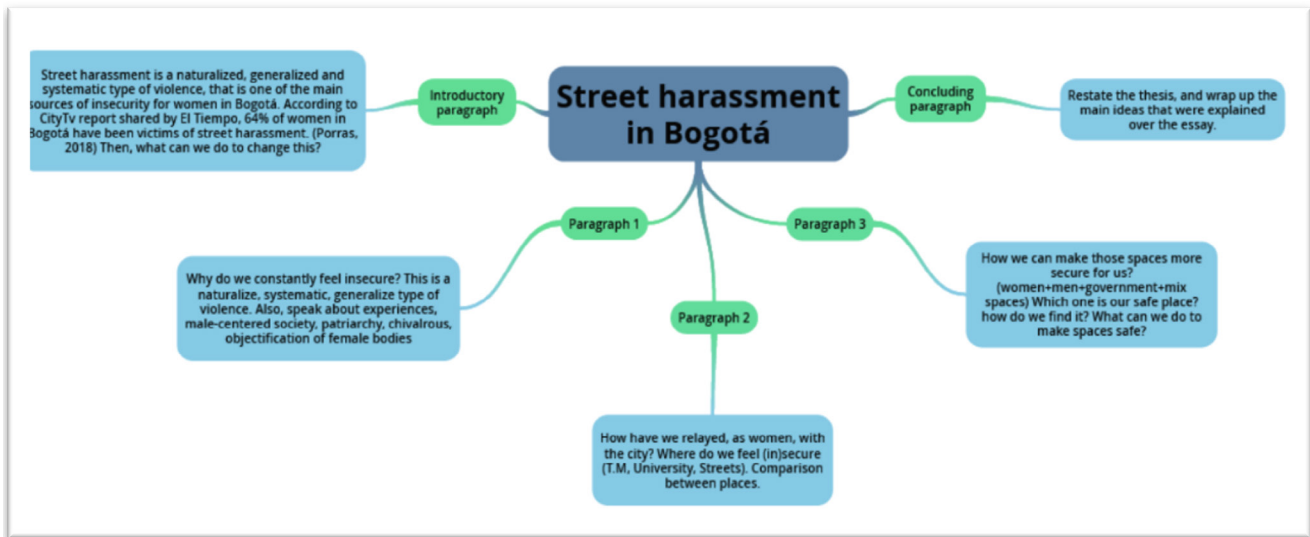 Street harassment
in Bogotá
Introductory
paragraph
Street harassment is a naturalized, generalized and
systematic type of violence, that is one of the main
sources of insecurity for women in Bogotá. According to
CityTv report shared by El Tiempo, 64% of women in
Bogotá have been victims of street harassment. (Porras,
2018) Then, what can we do to change this?
Paragraph 1
Why do we constantly feel insecure? This is a
naturalize, systematic, generalize type of
violence. Also, speak about experiences,
male-centered society, patriarchy, chivalrous,
objectification of female bodies
Paragraph 2
How have we relayed, as women, with
the city? Where do we feel (in)secure
(T.M, University, Streets). Comparison
between places.
Paragraph 3
How we can make those spaces more
secure for us?
(women+men+government+mix
spaces) Which one is our safe place?
how do we find it? What can we do to
make spaces safe?
Concluding
paragraph
Restate the thesis, and wrap up the
main ideas that were explained
over the essay.